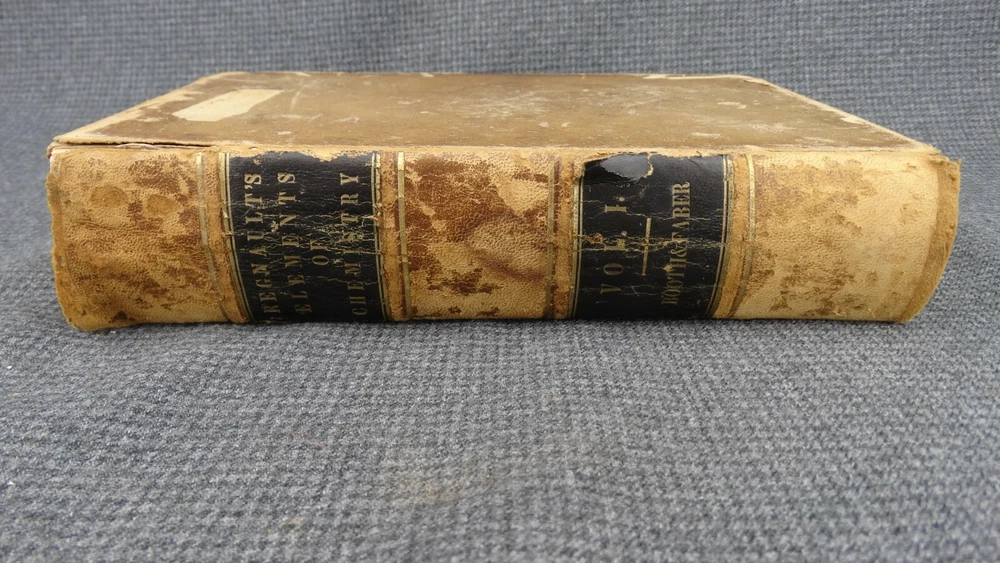 REGNAULT'S
ELEMENTS
OF
CHEMISTRY
VOL. I.
BOOTH & FABER